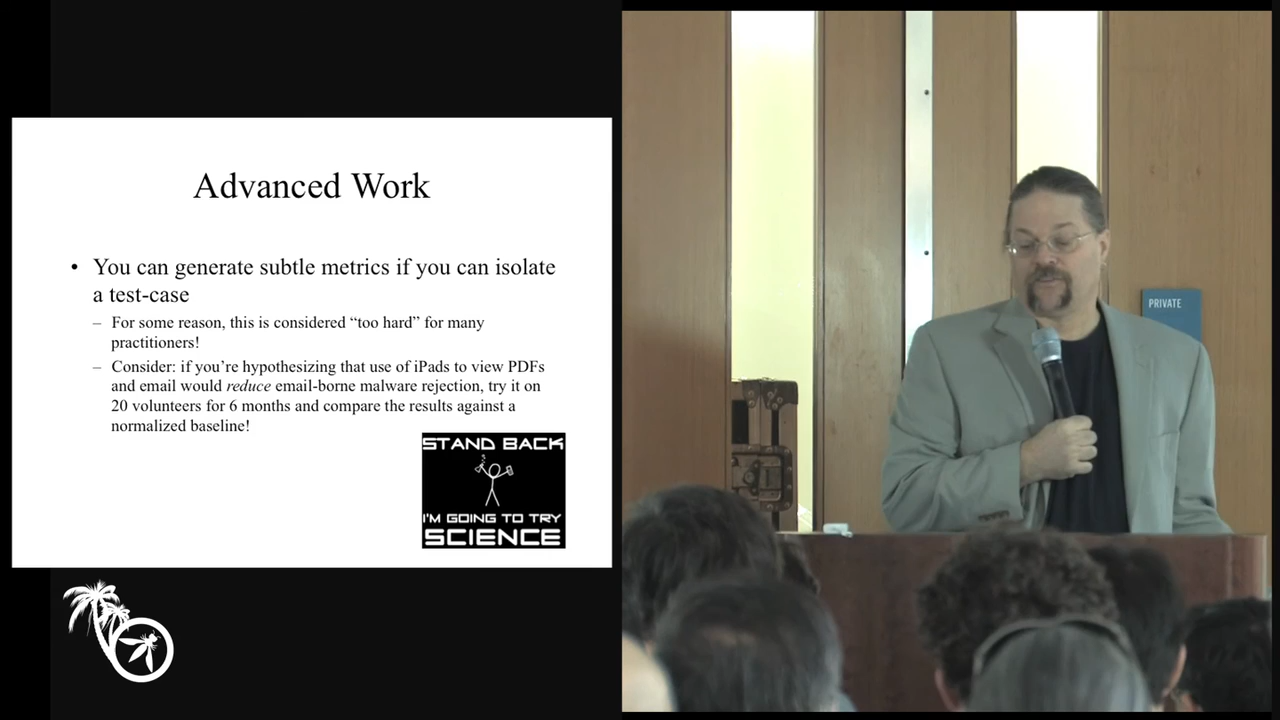 Advanced Work
• You can generate subtle metrics if you can isolate
a test-case
– For some reason, this is considered “too hard” for many
practitioners!
– Consider: if you’re hypothesizing that use of iPads to view PDFs
and email would reduce email-borne malware rejection, try it on
20 volunteers for 6 months and compare the results against a
normalized baseline!
STAND BACK
I'M GOING TO TRY
SCIENCE
PRIVATE